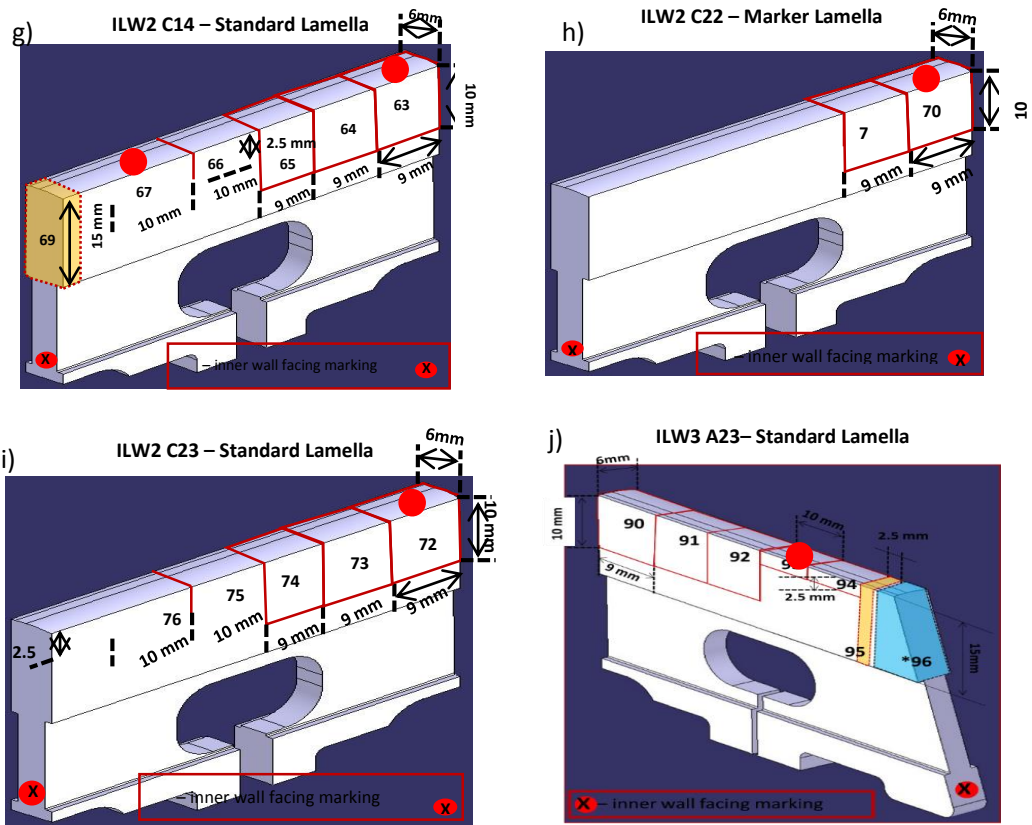 g)
ILW2 C14 – Standard Lamella
6mm
63
10 mm
64
2.5 mm
66
65
67
10 mm
9 mm
9 mm
10 mm
9 mm
15 mm
69
X
– inner wall facing marking
X
h)
ILW2 C22 – Marker Lamella
6mm
70
10
7
9 mm
9 mm
X
– inner wall facing marking
X
i)
ILW2 C23 – Standard Lamella
6mm
10 mm
72
73
74
75
76
9 mm
9 mm
10 mm
9 mm
10 mm
2.5
X
inner wall facing marking
X
j)
ILW3 A23– Standard Lamella
6mm
90
10 mm
10 mm
91
2.5 mm
92
94
9 mm
2.5 mm
95
*96
15mm
X
X – inner wall facing marking